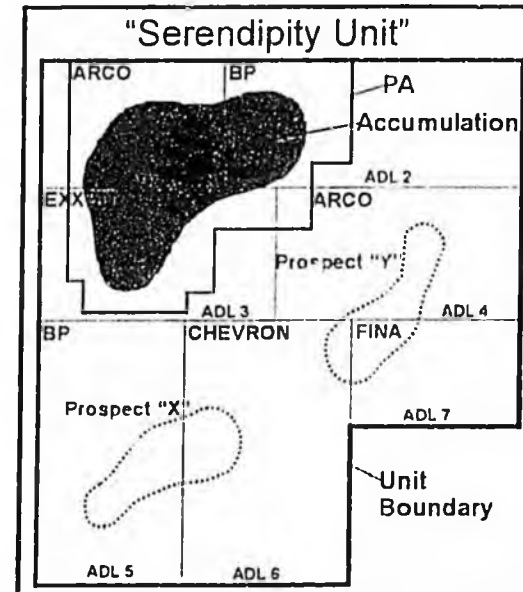 "Serendipity Unit"
ARCO BP
PA
Accumulation
ADL 2
ARCO
Prospect "Y"
ADL 3 ADL 4
BP CHEVRON FINA
Prospect "X"
ADL 7
Unit
Boundary
ADL 5 ADL 6